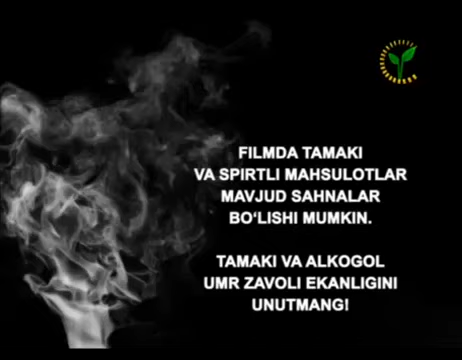 FILMDA TAMAKI
VA SPIRTLI MAHSULOTLAR
MAVJUD SAHNALAR
BO‘LISHI MUMKIN.
TAMAKI VA ALKOGOL
UMR ZAVOLI EKANLIGINI
UNUTMANG!